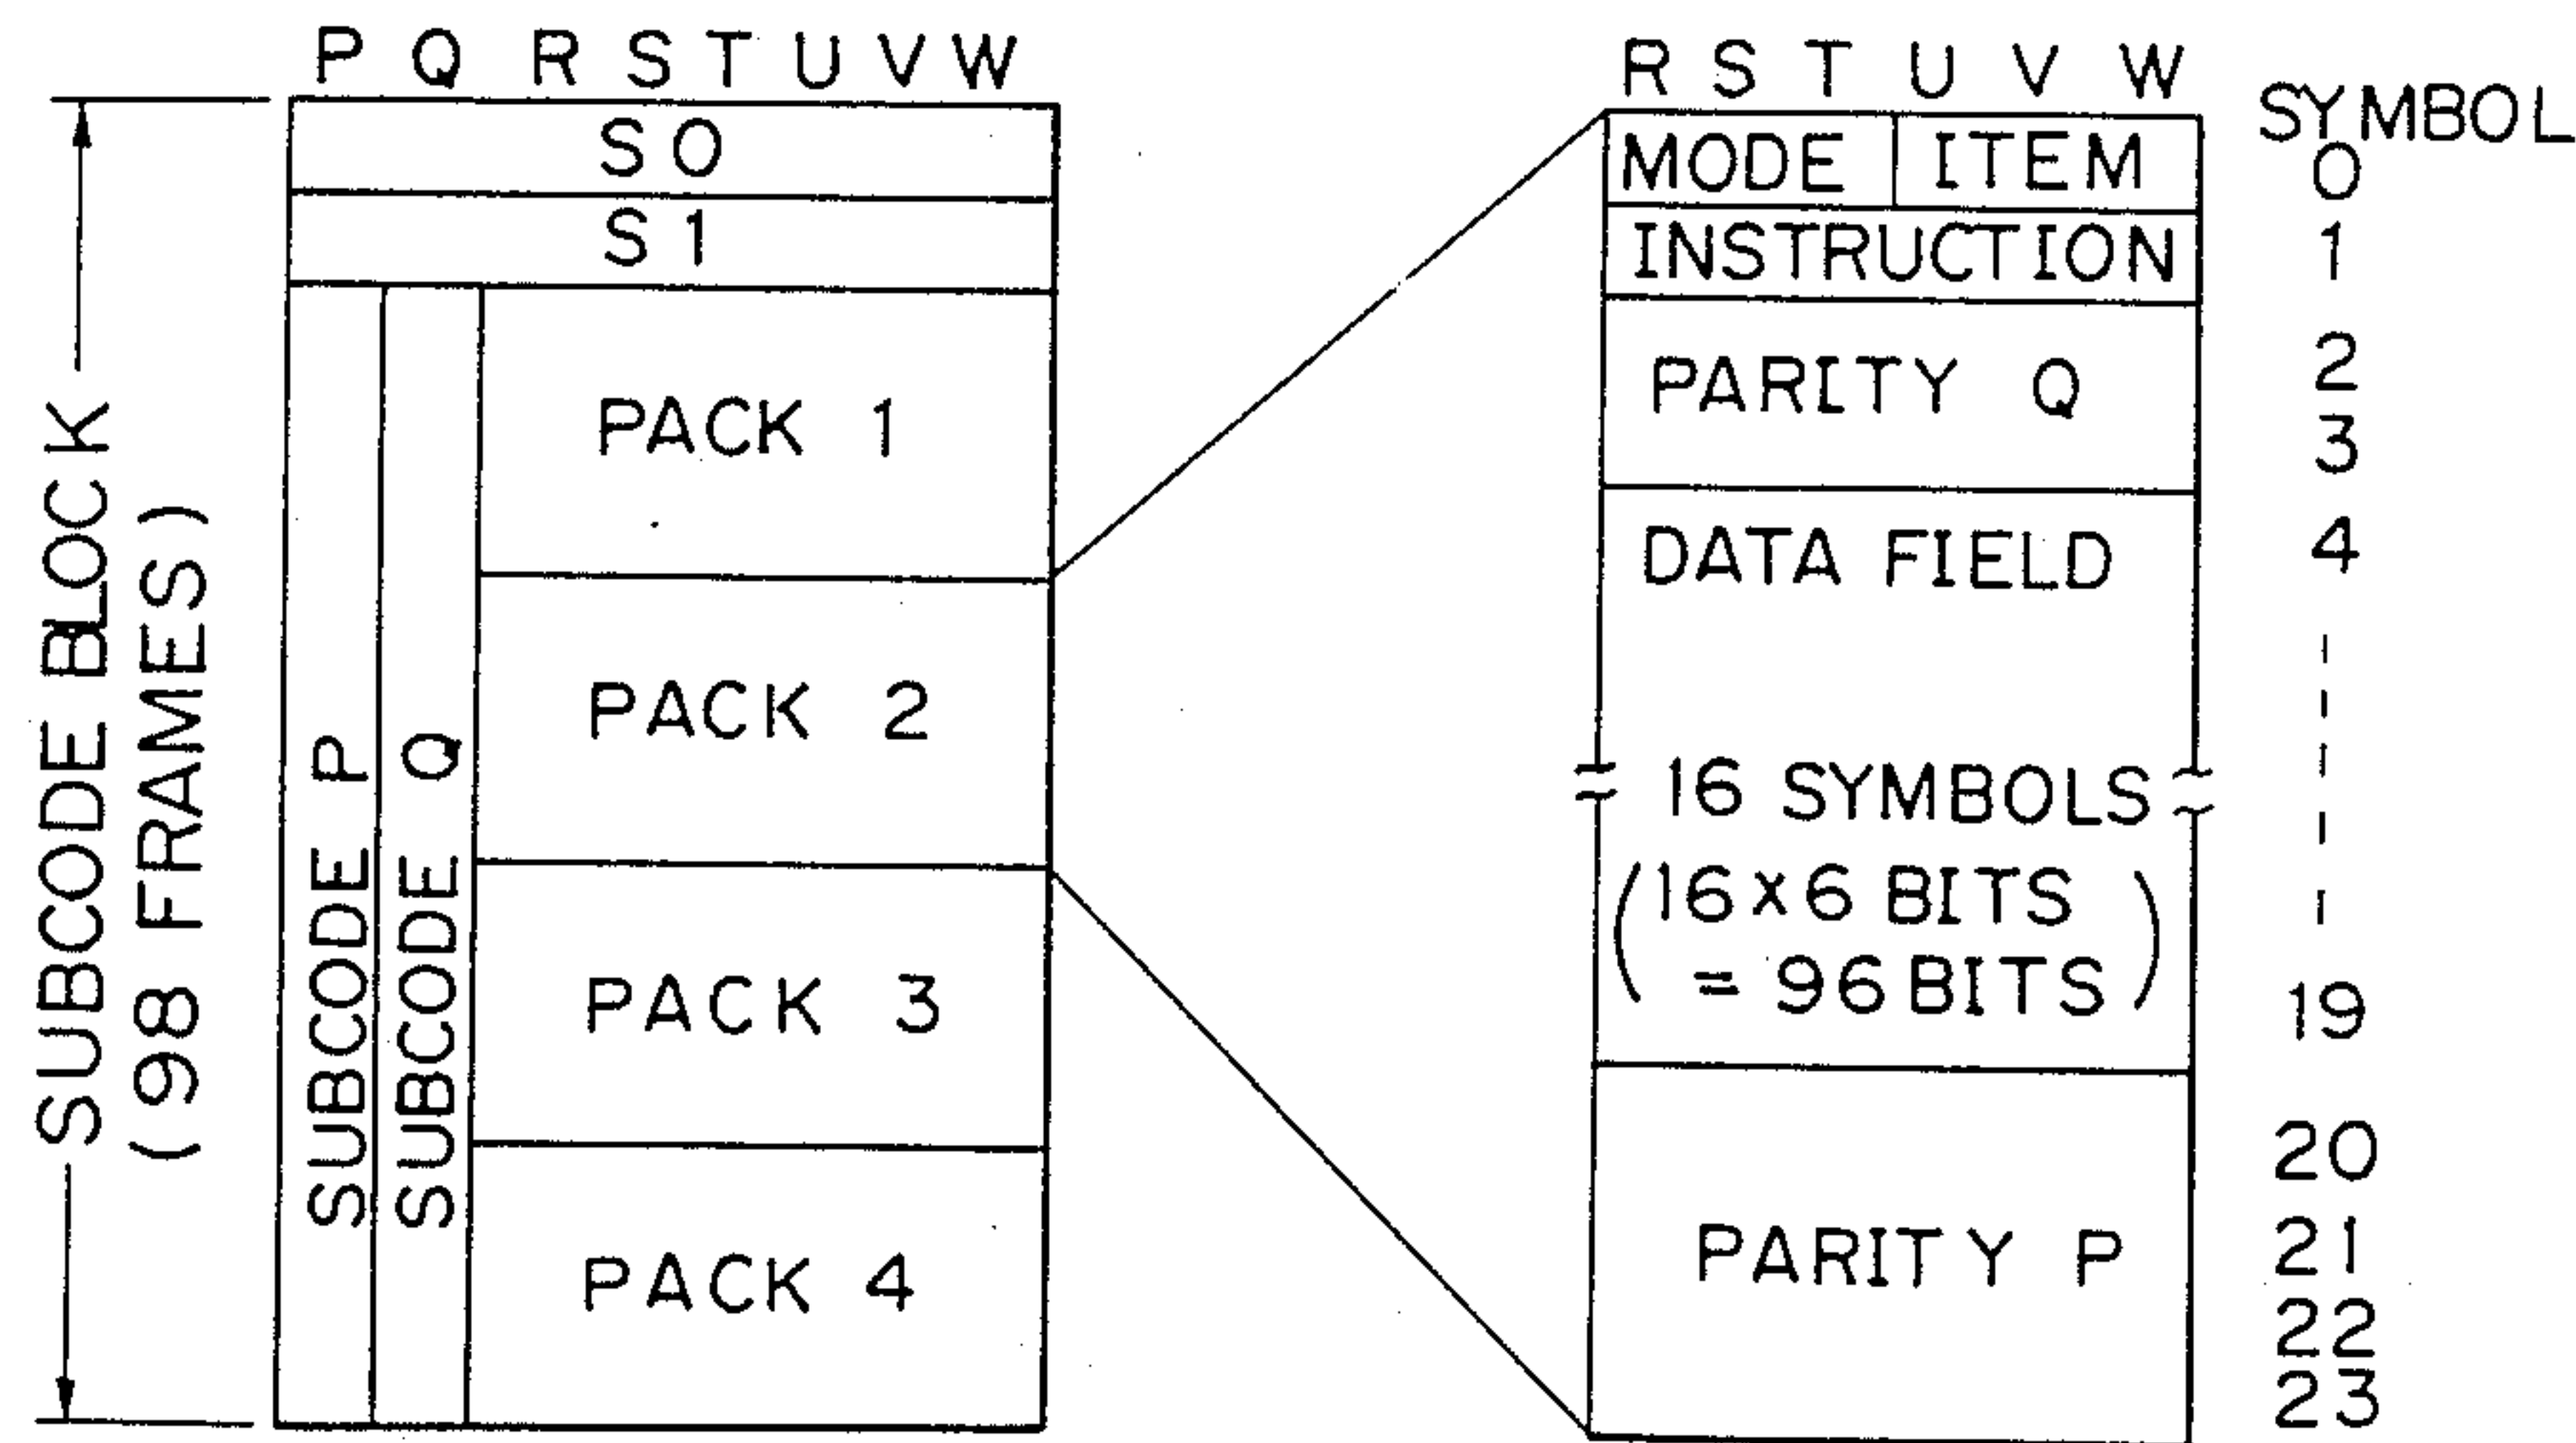 P Q R S T U V W
S0
S1
SUBCODE BLOCK
(98 FRAMES)
SUBCODE P
SUBCODE Q
PACK 1
PACK 2
PACK 3
PACK 4
R S T U V W
SYMBOL
MODE ITEM 0
INSTRUCTION 1
PARITY Q 2
3
DATA FIELD 4
16 SYMBOLS
(16×6 BITS
= 96 BITS)
19
20
PARITY P 21
22
23